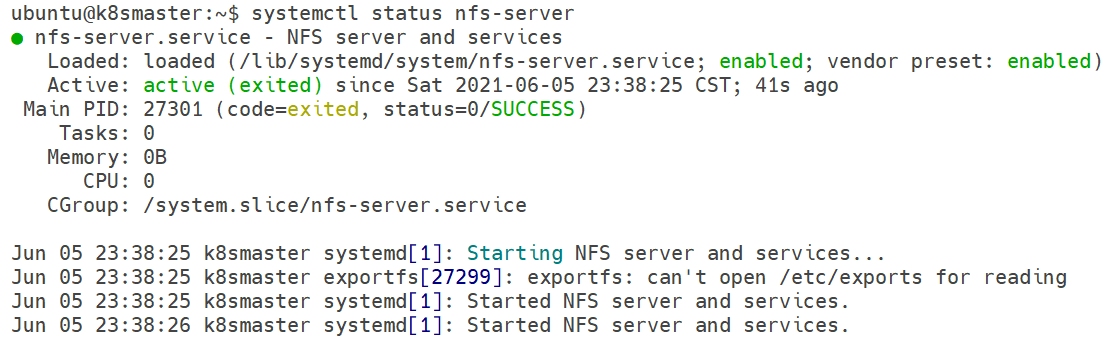 ubuntu@k8smaster:~$ systemctl status nfs-server
● nfs-server.service - NFS server and services
   Loaded: loaded (/lib/systemd/system/nfs-server.service; enabled; vendor preset: enabled)
   Active: active (exited) since Sat 2021-06-05 23:38:25 CST; 41s ago
 Main PID: 27301 (code=exited, status=0/SUCCESS)
    Tasks: 0
   Memory: 0B
      CPU: 0
   CGroup: /system.slice/nfs-server.service

Jun 05 23:38:25 k8smaster systemd[1]: Starting NFS server and services...
Jun 05 23:38:25 k8smaster exportfs[27299]: exportfs: can't open /etc/exports for reading
Jun 05 23:38:25 k8smaster systemd[1]: Started NFS server and services.
Jun 05 23:38:26 k8smaster systemd[1]: Started NFS server and services.